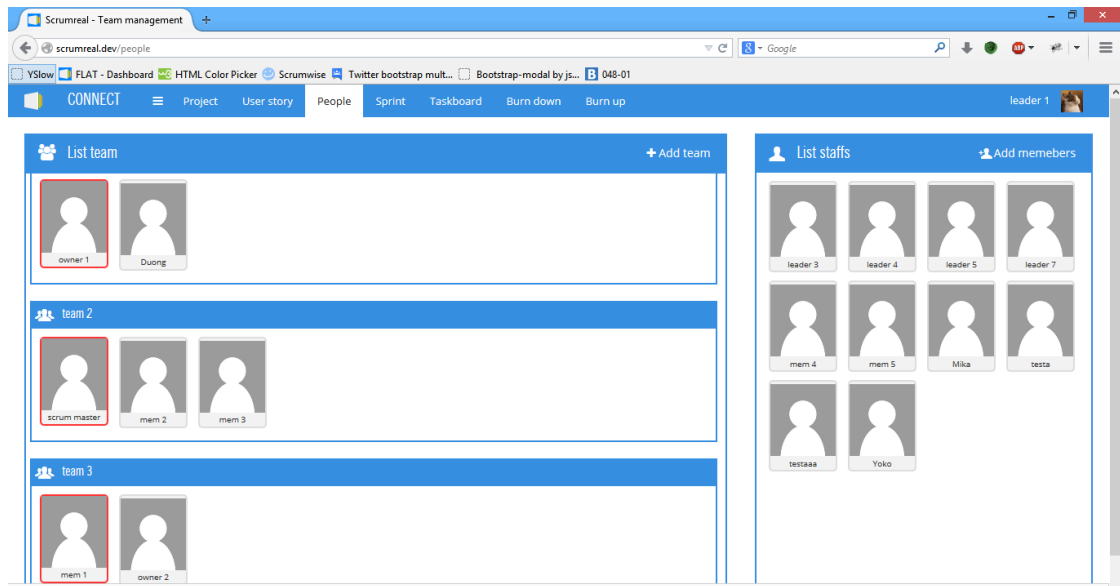 Scrumreal - Team management
scrumreal.dev/people
Google
YSlow FLAT - Dashboard HTML Color Picker Scrumwise Twitter bootstrap mult... Bootstrap-modal by js... 048-01
CONNECT Project User story People Sprint Taskboard Burn down Burn up leader 1
List team + Add team
owner 1 Duong
team 2
scrum master mem 2 mem 3
team 3
mem 1 owner 2
List staffs Add memebers
leader 3 leader 4 leader 5 leader 7
mem 4 mem 5 Mika testa
testaaa Yoko